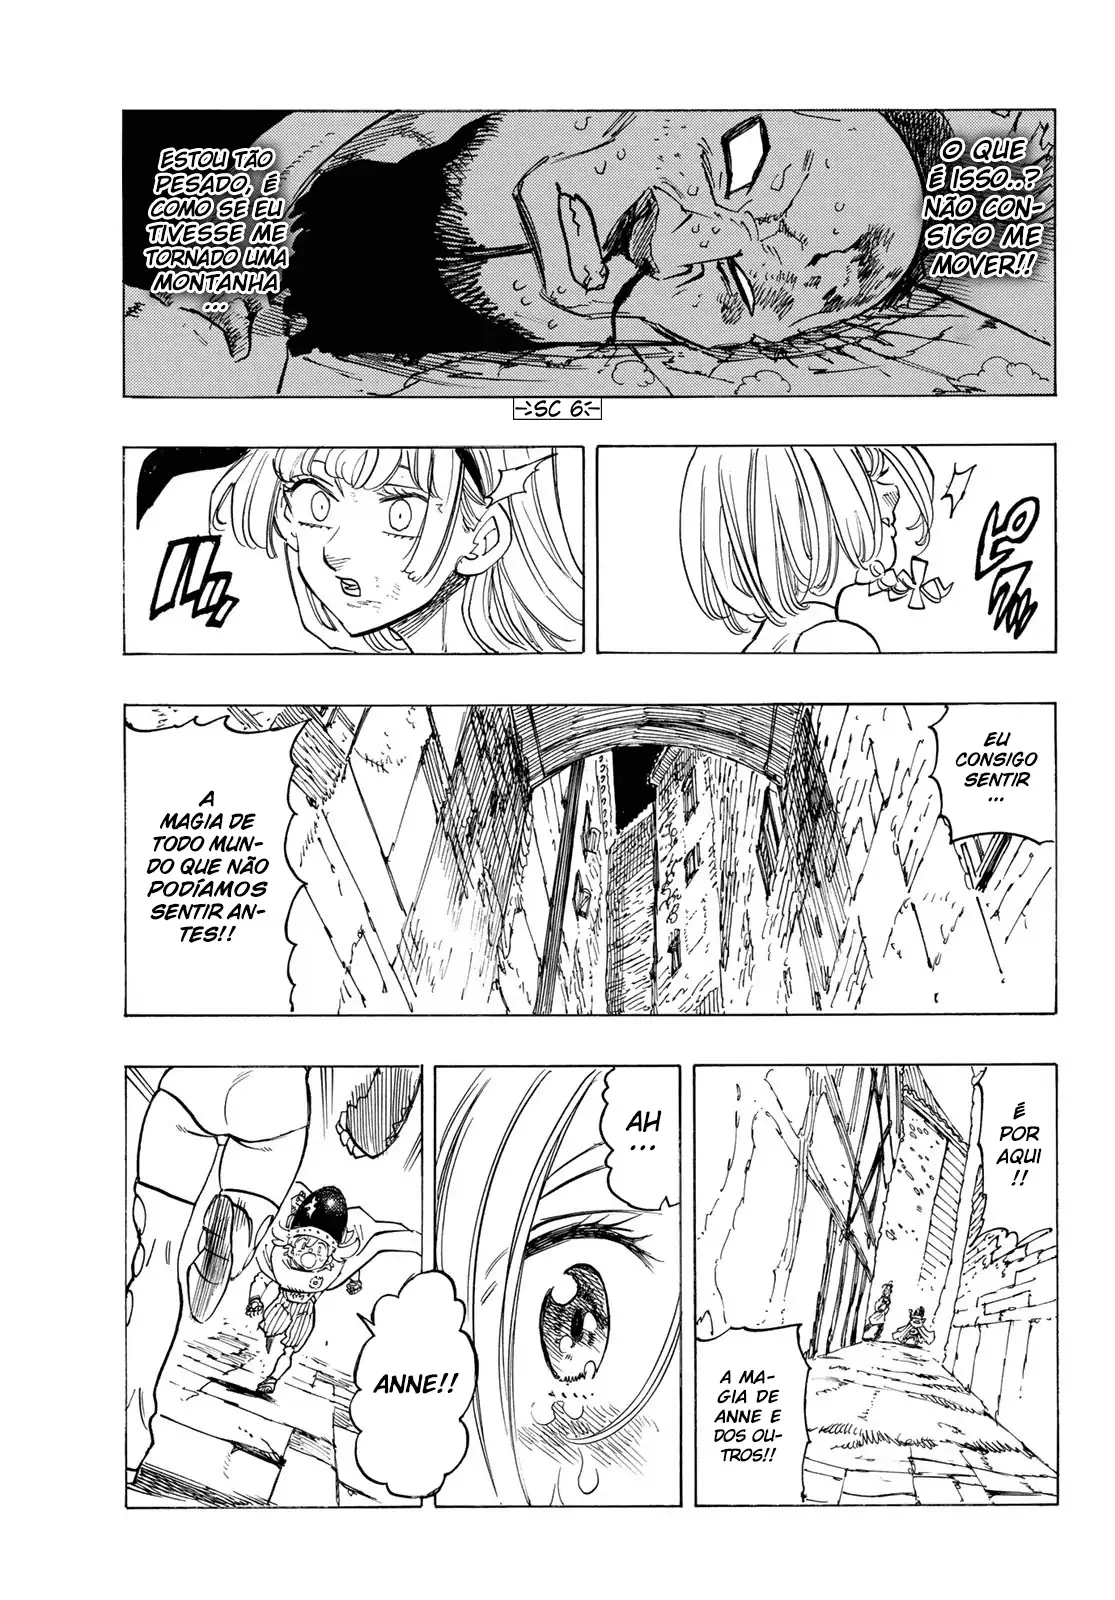 O QUE
É ISSO..?
NÃO CON-
SIGO ME
MOVER!!
ESTOU TÃO
PESADO, É
COMO SE EU
TIVESSE ME
TORNADO UMA
MONTANHA
...
SC 6
EU
CONSIGO
SENTIR
...
A
MAGIA DE
TODO MUN-
DO QUE NÃO
PODÍAMOS
SENTIR AN-
TES!!
É
POR
AQUI
!!
A MA-
GIA DE
ANNE E
DOS OU-
TROS!!
AH
...
ANNE!!